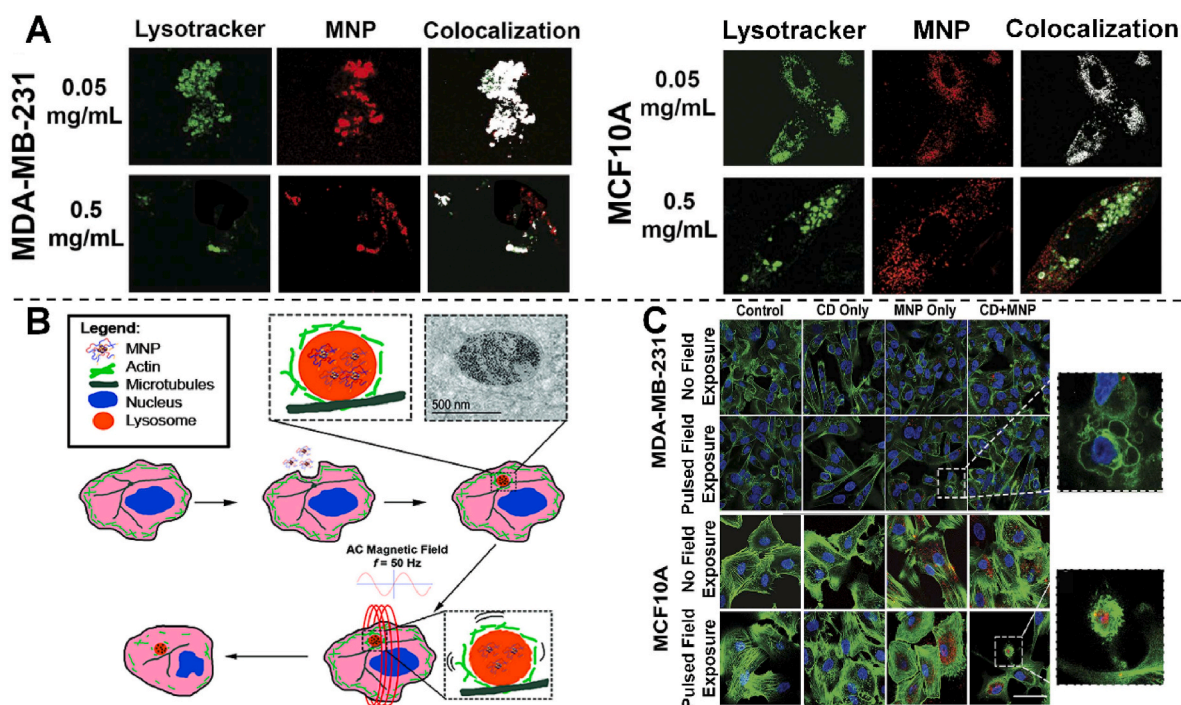 A
Lysotracker MNP Colocalization
MDA-MB-231
0.05
mg/mL
0.5
mg/mL
Lysotracker MNP Colocalization
MCF10A
0.05
mg/mL
0.5
mg/mL
B
Legend:
MNP
Actin
Microtubules
Nucleus
Lysosome
500 nm
AC Magnetic Field
f = 50 Hz
C
Control CD Only MNP Only CD+MNP
MDA-MB-231
No Field
Exposure
Pulsed Field
Exposure
MCF10A
No Field
Exposure
Pulsed Field
Exposure